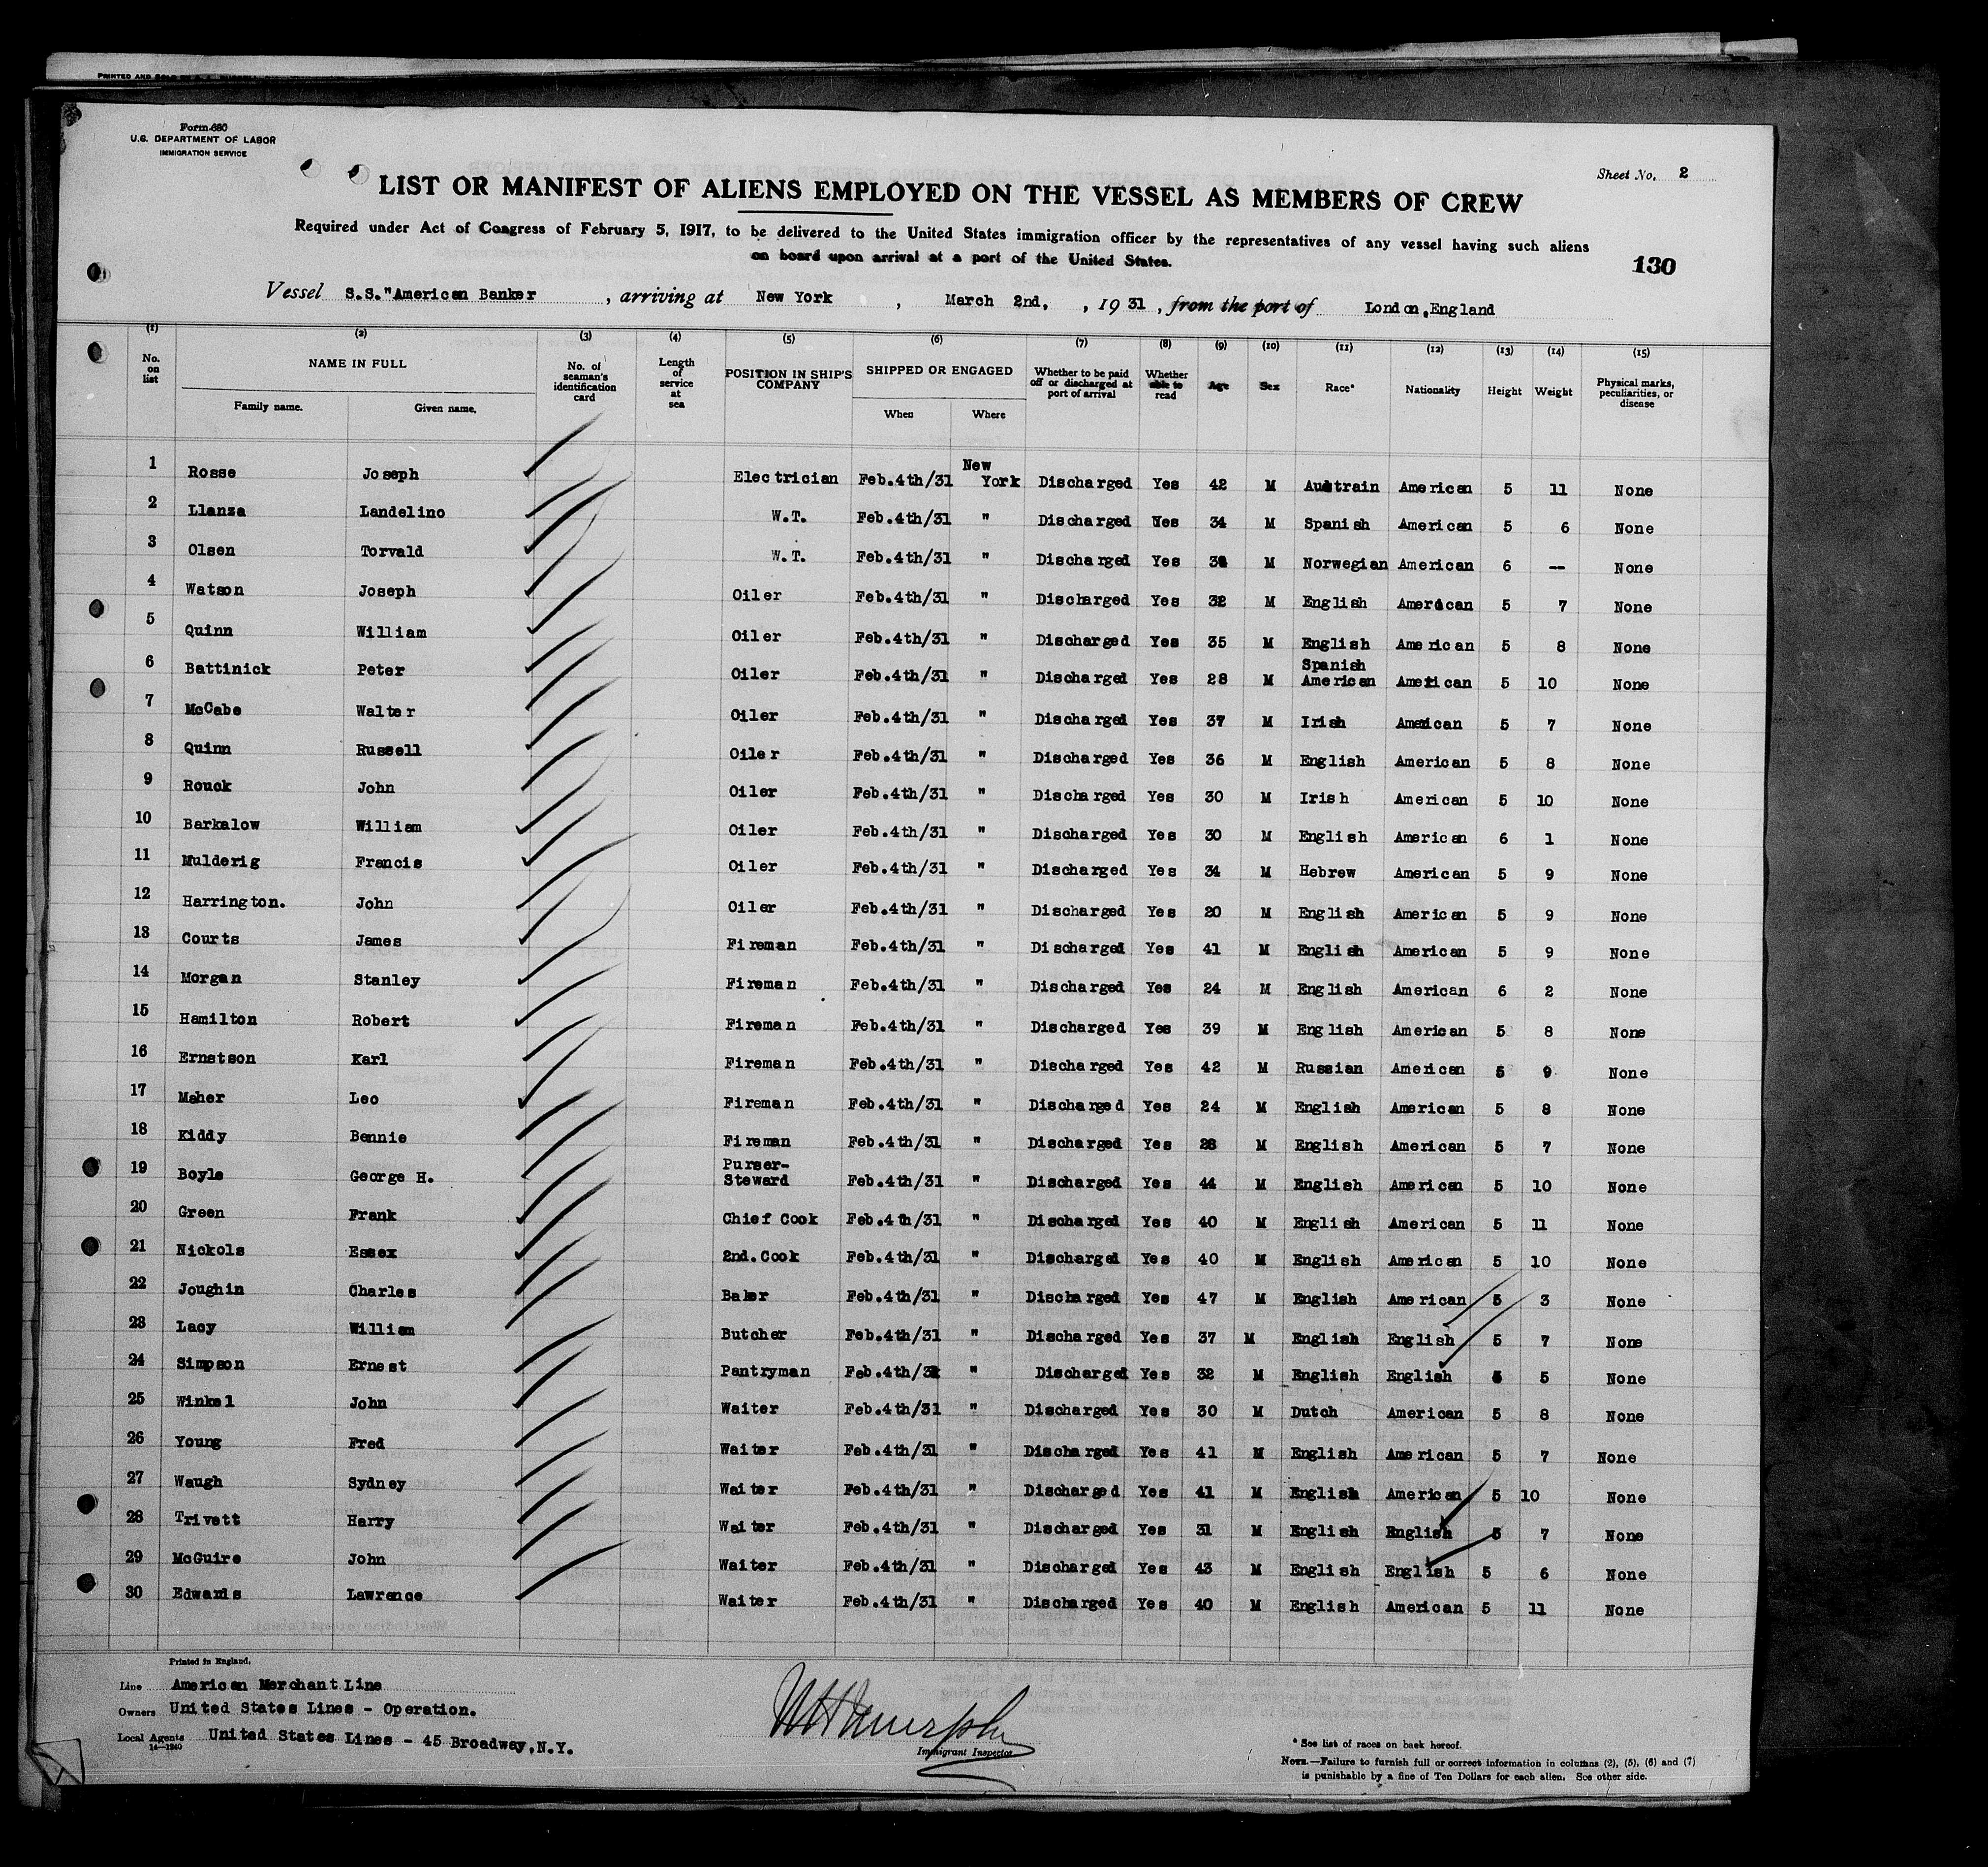 PRINTED AND SOLD BY
Form 680
U.S. DEPARTMENT OF LABOR
IMMIGRATION SERVICE
Sheet No. 2
LIST OR MANIFEST OF ALIENS EMPLOYED ON THE VESSEL AS MEMBERS OF CREW
Required under Act of Congress of February 5, 1917, to be delivered to the United States immigration officer by the representatives of any vessel having such aliens
on board upon arrival at a port of the United States.
130
Vessel S.S."American Banker , arriving at New York , March 2nd, , 19 31 , from the port of London,England
(1) (2) (3) (4) (5) (6) (7) (8) (9) (10) (11) (12) (13) (14) (15)
No. on list NAME IN FULL Family name. Given name. No. of seaman's identification card Length of service at sea POSITION IN SHIP'S COMPANY SHIPPED OR ENGAGED When Where Whether to be paid off or discharged at port of arrival Whether able to read Age Sex Race* Nationality Height Weight Physical marks, peculiarities, or disease
1 Rosse Joseph Electrician Feb.4th/31 New York Discharged Yes 42 M Austrain American 5 11 None
2 Llanza Landelino W.T. Feb.4th/31 " Discharged Yes 34 M Spanish American 5 6 None
3 Olsen Torvald W.T. Feb.4th/31 " Discharged Yes M Norwegian American 6 -- None
4 Watson Joseph Oiler Feb.4th/31 " Discharged Yes 32 M English American 5 7 None
5 Quinn William Oiler Feb.4th/31 " Discharged Yes 35 M English American 5 8 None
6 Battinick Peter Oiler Feb.4th/31 " Discharged Yes 28 M Spanish American American 5 10 None
7 McCabe Walter Oiler Feb.4th/31 " Discharged Yes 37 M Irish American 5 7 None
8 Quinn Russell Oiler Feb.4th/31 " Discharged Yes 36 M English American 5 8 None
9 Rouck John Oiler Feb.4th/31 " Discharged Yes 30 M Irish American 5 10 None
10 Barkalow William Oiler Feb.4th/31 " Discharged Yes 30 M English American 6 1 None
11 Mulderig Francis Oiler Feb.4th/31 " Discharged Yes 34 M Hebrew American 5 9 None
12 Harrington. John Oiler Feb.4th/31 " Discharged Yes 20 M English American 5 9 None
13 Courts James Fireman Feb.4th/31 " Discharged Yes 41 M English American 5 9 None
14 Morgan Stanley Fireman Feb.4th/31 " Discharged Yes 24 M English American 6 2 None
15 Hamilton Robert Fireman Feb.4th/31 " Discharged Yes 39 M English American 5 8 None
16 Ernstson Karl Fireman Feb.4th/31 " Discharged Yes 42 M Russian American 5 9 None
17 Maher Leo Fireman Feb.4th/31 " Discharged Yes 24 M English American 5 8 None
18 Kiddy Bennie Fireman Feb.4th/31 " Discharged Yes 28 M English American 5 7 None
19 Boyle George H. Purser-Steward Feb.4th/31 " Discharged Yes 44 M English American 5 10 None
20 Green Frank Chief Cook Feb.4th/31 " Discharged Yes 40 M English American 5 11 None
21 Nickols Essex 2nd.Cook Feb.4th/31 " Discharged Yes 40 M English American 5 10 None
22 Joughin Charles Baker Feb.4th/31 " Discharged Yes 47 M English American 5 3 None
23 Lacy William Butcher Feb.4th/31 " Discharged Yes 37 M English English 5 7 None
24 Simpson Ernest Pantryman Feb.4th/31 " Discharged Yes 32 M English English 5 5 None
25 Winkel John Waiter Feb.4th/31 " Discharged Yes 30 M Dutch American 5 8 None
26 Young Fred Waiter Feb.4th/31 " Discharged Yes 41 M English American 5 7 None
27 Waugh Sydney Waiter Feb.4th/31 " Discharged Yes 41 M English American 5 10 None
28 Trivett Harry Waiter Feb.4th/31 " Discharged Yes 31 M English English 5 7 None
29 McGuire John Waiter Feb.4th/31 " Discharged Yes 43 M English English 5 6 None
30 Edwards Lawrence Waiter Feb.4th/31 " Discharged Yes 40 M English American 5 11 None
Printed in England.
Line American Merchant Line
Owners United States Lines - Operation.
Local Agents United States Lines - 45 Broadway,N.Y.
14-1240
Immigrant Inspector
* See list of races on back hereof.
NOTE.—Failure to furnish full or correct information in columns (2), (5), (6) and (7)
is punishable by a fine of Ten Dollars for each alien. See other side.